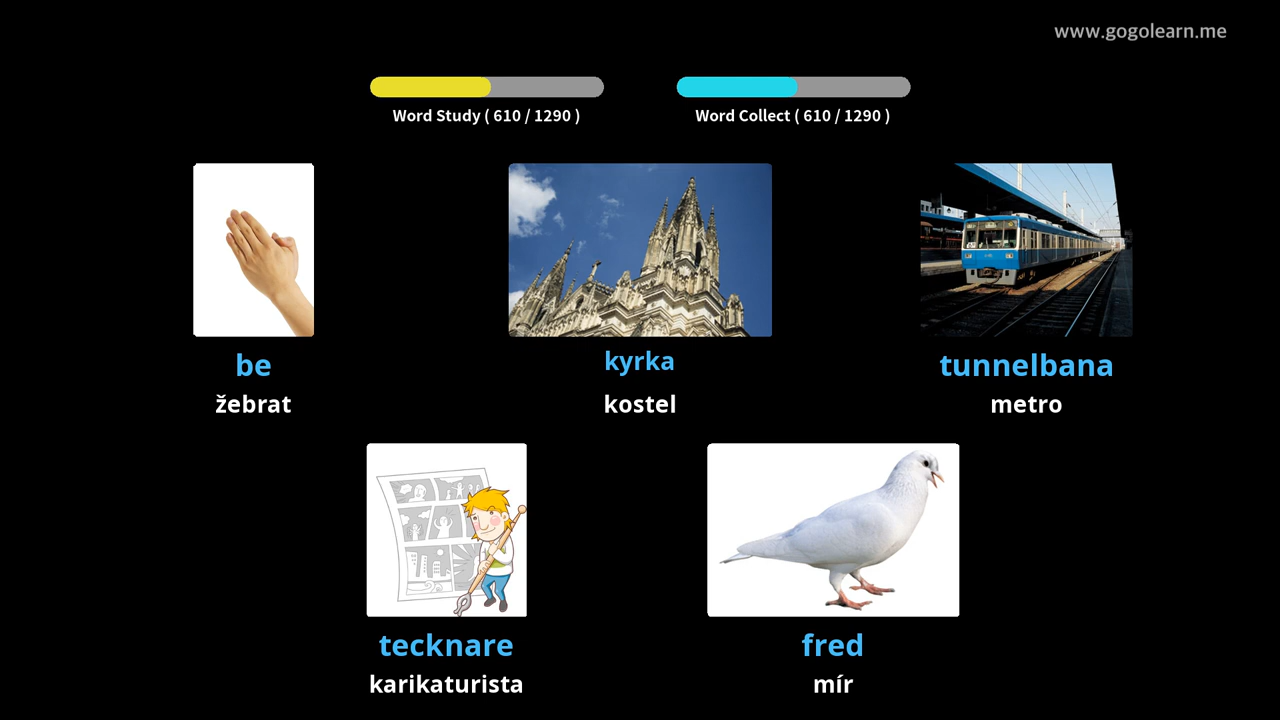 www.gogolearn.me
Word Study ( 610 / 1290 )
Word Collect ( 610 / 1290 )
be
kyrka
tunnelbana
žebrat
kostel
metro
tecknare
fred
karikaturista
mír